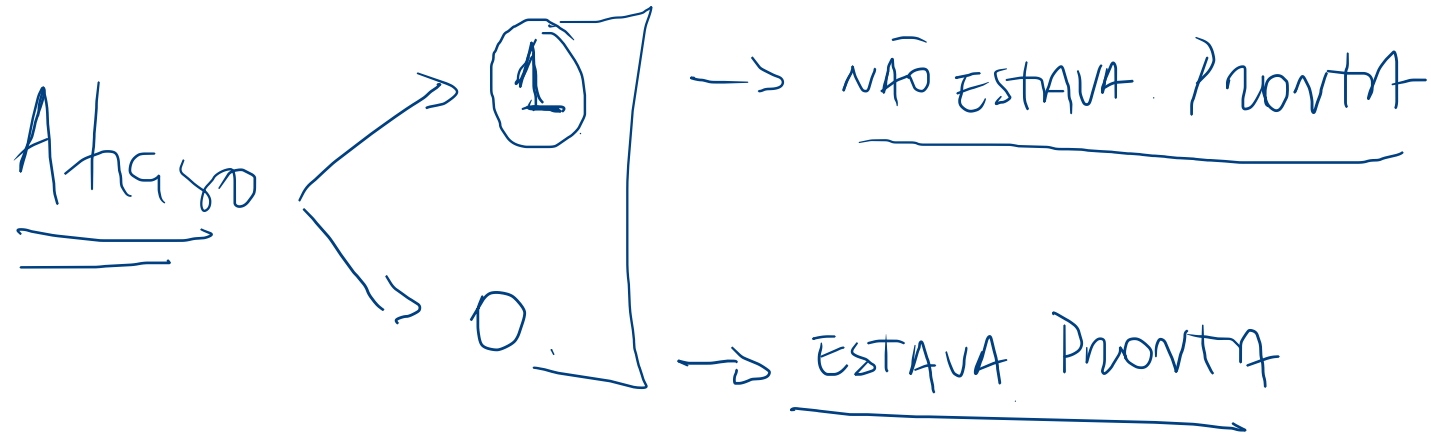 1 → NÃO ESTAVA PRONTA
Atraso
0 → ESTAVA PRONTA